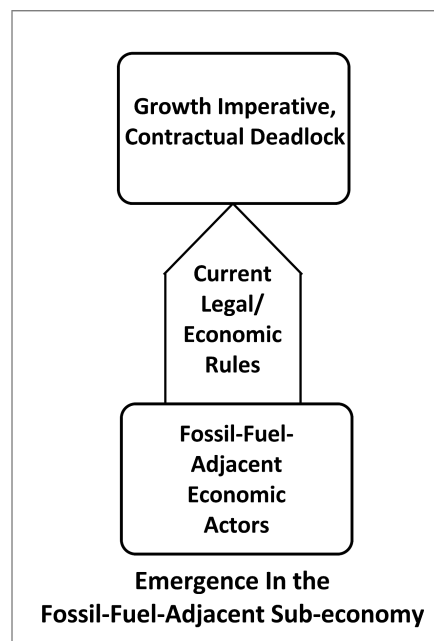 Growth Imperative,
Contractual Deadlock
Current
Legal/
Economic
Rules
Fossil-Fuel-
Adjacent
Economic
Actors
Emergence In the
Fossil-Fuel-Adjacent Sub-economy